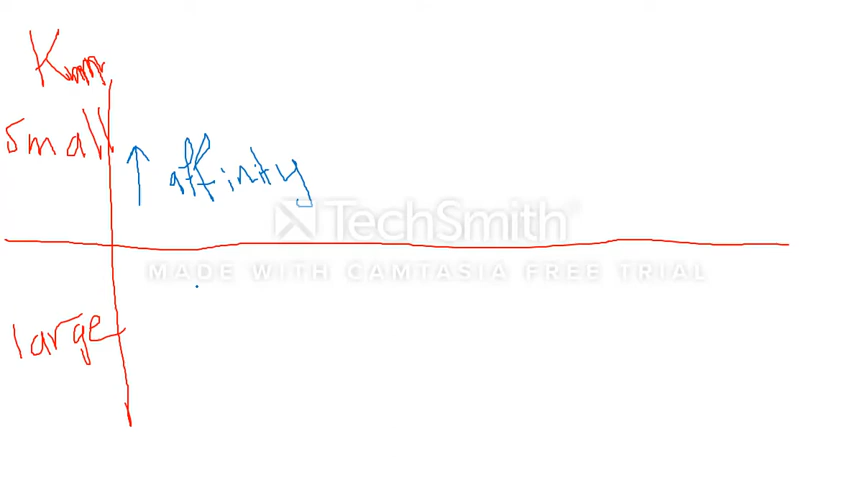 Km
small
↑ affinity
TechSmith
MADE WITH CAMTASIA FREE TRIAL
large